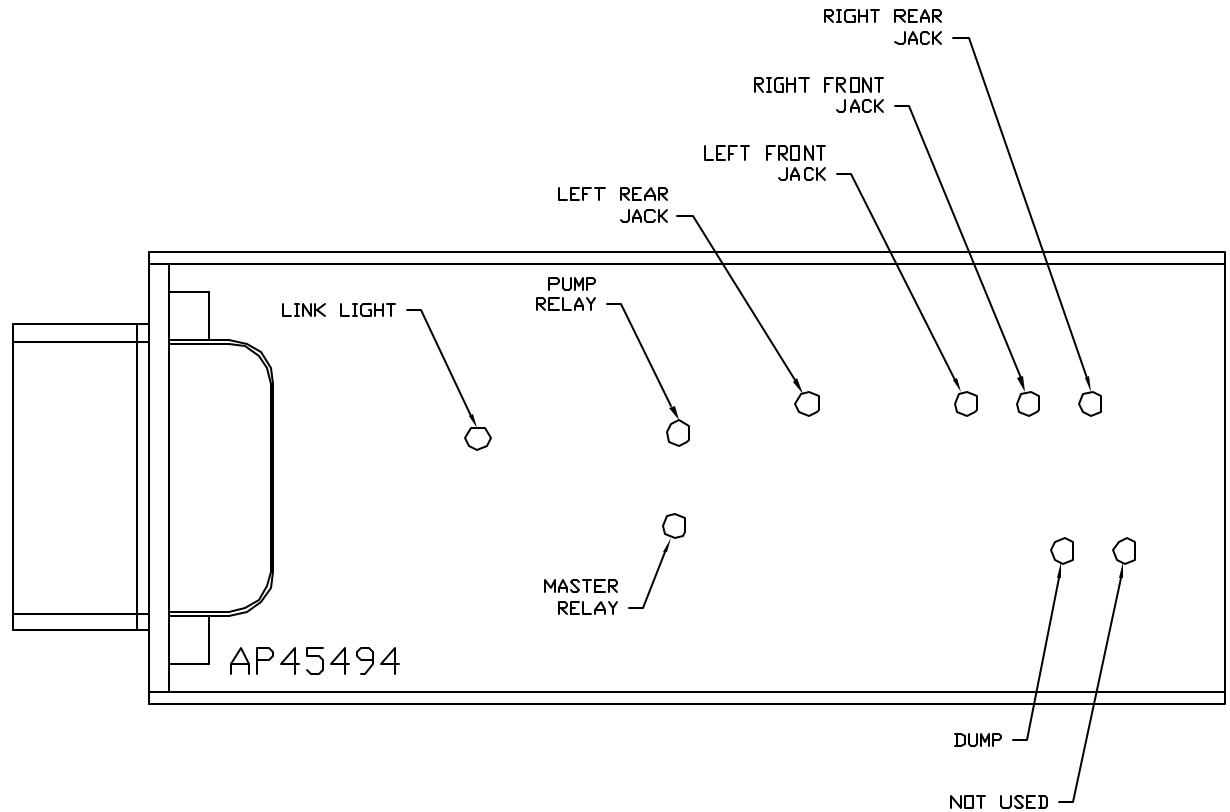 RIGHT REAR
JACK
RIGHT FRONT
JACK
LEFT FRONT
JACK
LEFT REAR
JACK
PUMP
RELAY
LINK LIGHT
MASTER
RELAY
AP45494
DUMP
NOT USED